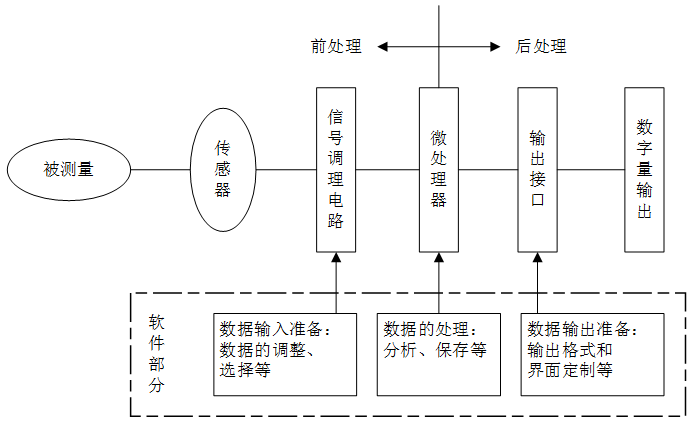 前处理
后处理
被测量
传感器
信号调理电路
微处理器
输出接口
数字量输出
软件部分
数据输入准备：
数据的调整、
选择等
数据的处理：
分析、保存等
数据输出准备：
输出格式和
界面定制等